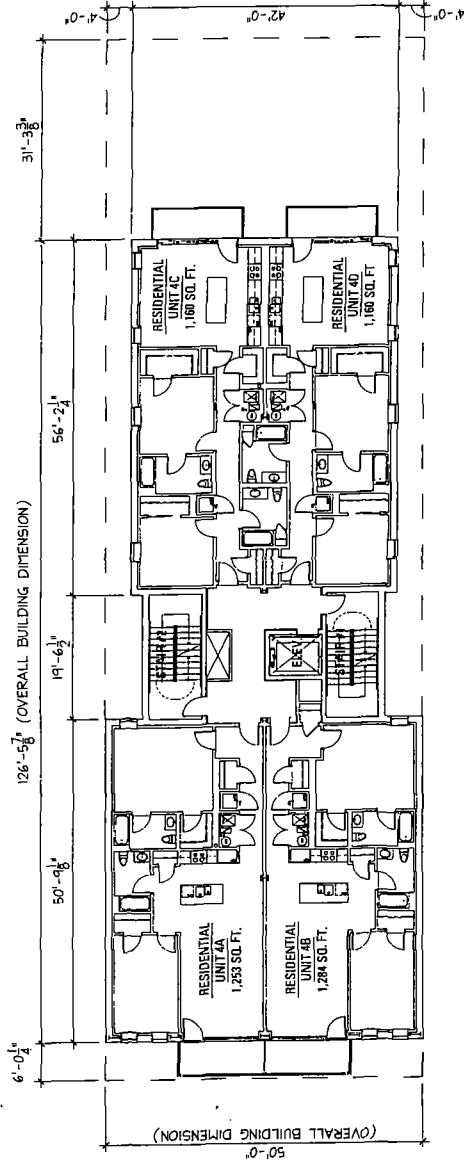 126'-5 7/8" (OVERALL BUILDING DIMENSION)
6'-0 1/4"
50'-9 1/8"
19'-6 1/2"
56'-2 1/4"
31'-3 3/8"
4'-0"
42'-0"
4'-0"
50'-0"
(OVERALL BUILDING DIMENSION)
RESIDENTIAL
UNIT 4A
1,253 SQ. FT.
STAIR #2
RESIDENTIAL
UNIT 4C
1,160 SQ. FT.
RESIDENTIAL
UNIT 4B
1,284 SQ. FT.
ELEV
STAIR #1
RESIDENTIAL
UNIT 4D
1,160 SQ. FT.